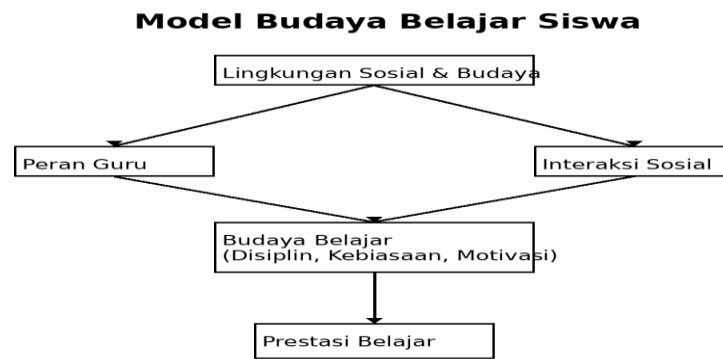 Model Budaya Belajar Siswa
Lingkungan Sosial & Budaya
Peran Guru
Interaksi Sosial
Budaya Belajar
(Disiplin, Kebiasaan, Motivasi)
Prestasi Belajar